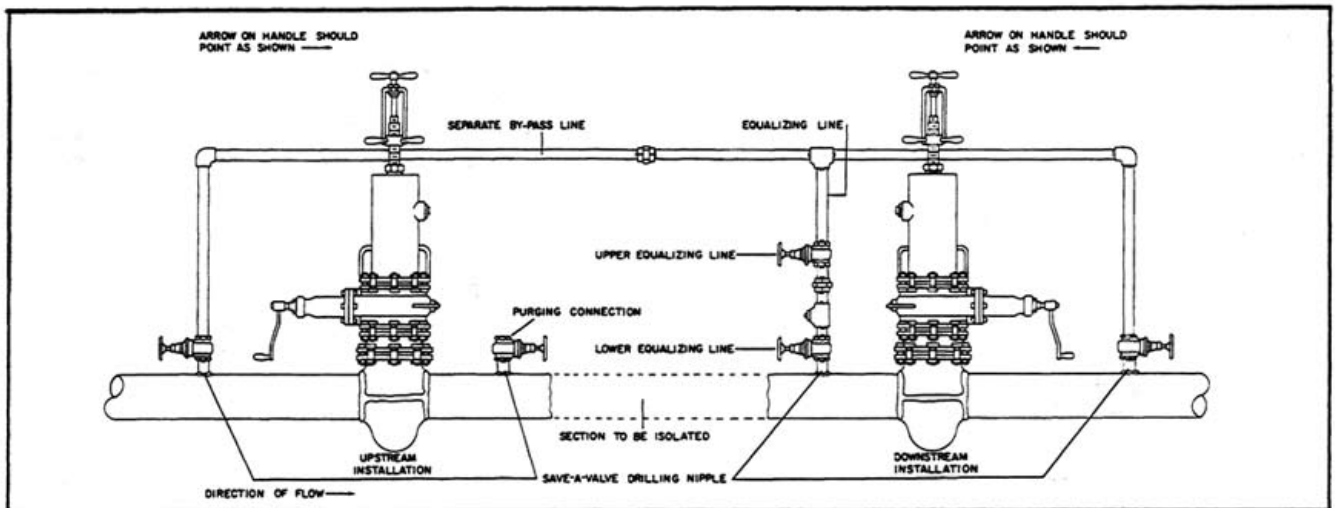 ARROW ON HANDLE SHOULD
POINT AS SHOWN
ARROW ON HANDLE SHOULD
POINT AS SHOWN
SEPARATE BY-PASS LINE
EQUALIZING LINE
UPPER EQUALIZING LINE
PURGING CONNECTION
LOWER EQUALIZING LINE
SECTION TO BE ISOLATED
UPSTREAM
INSTALLATION
DOWNSTREAM
INSTALLATION
SAVE-A-VALVE DRILLING NIPPLE
DIRECTION OF FLOW